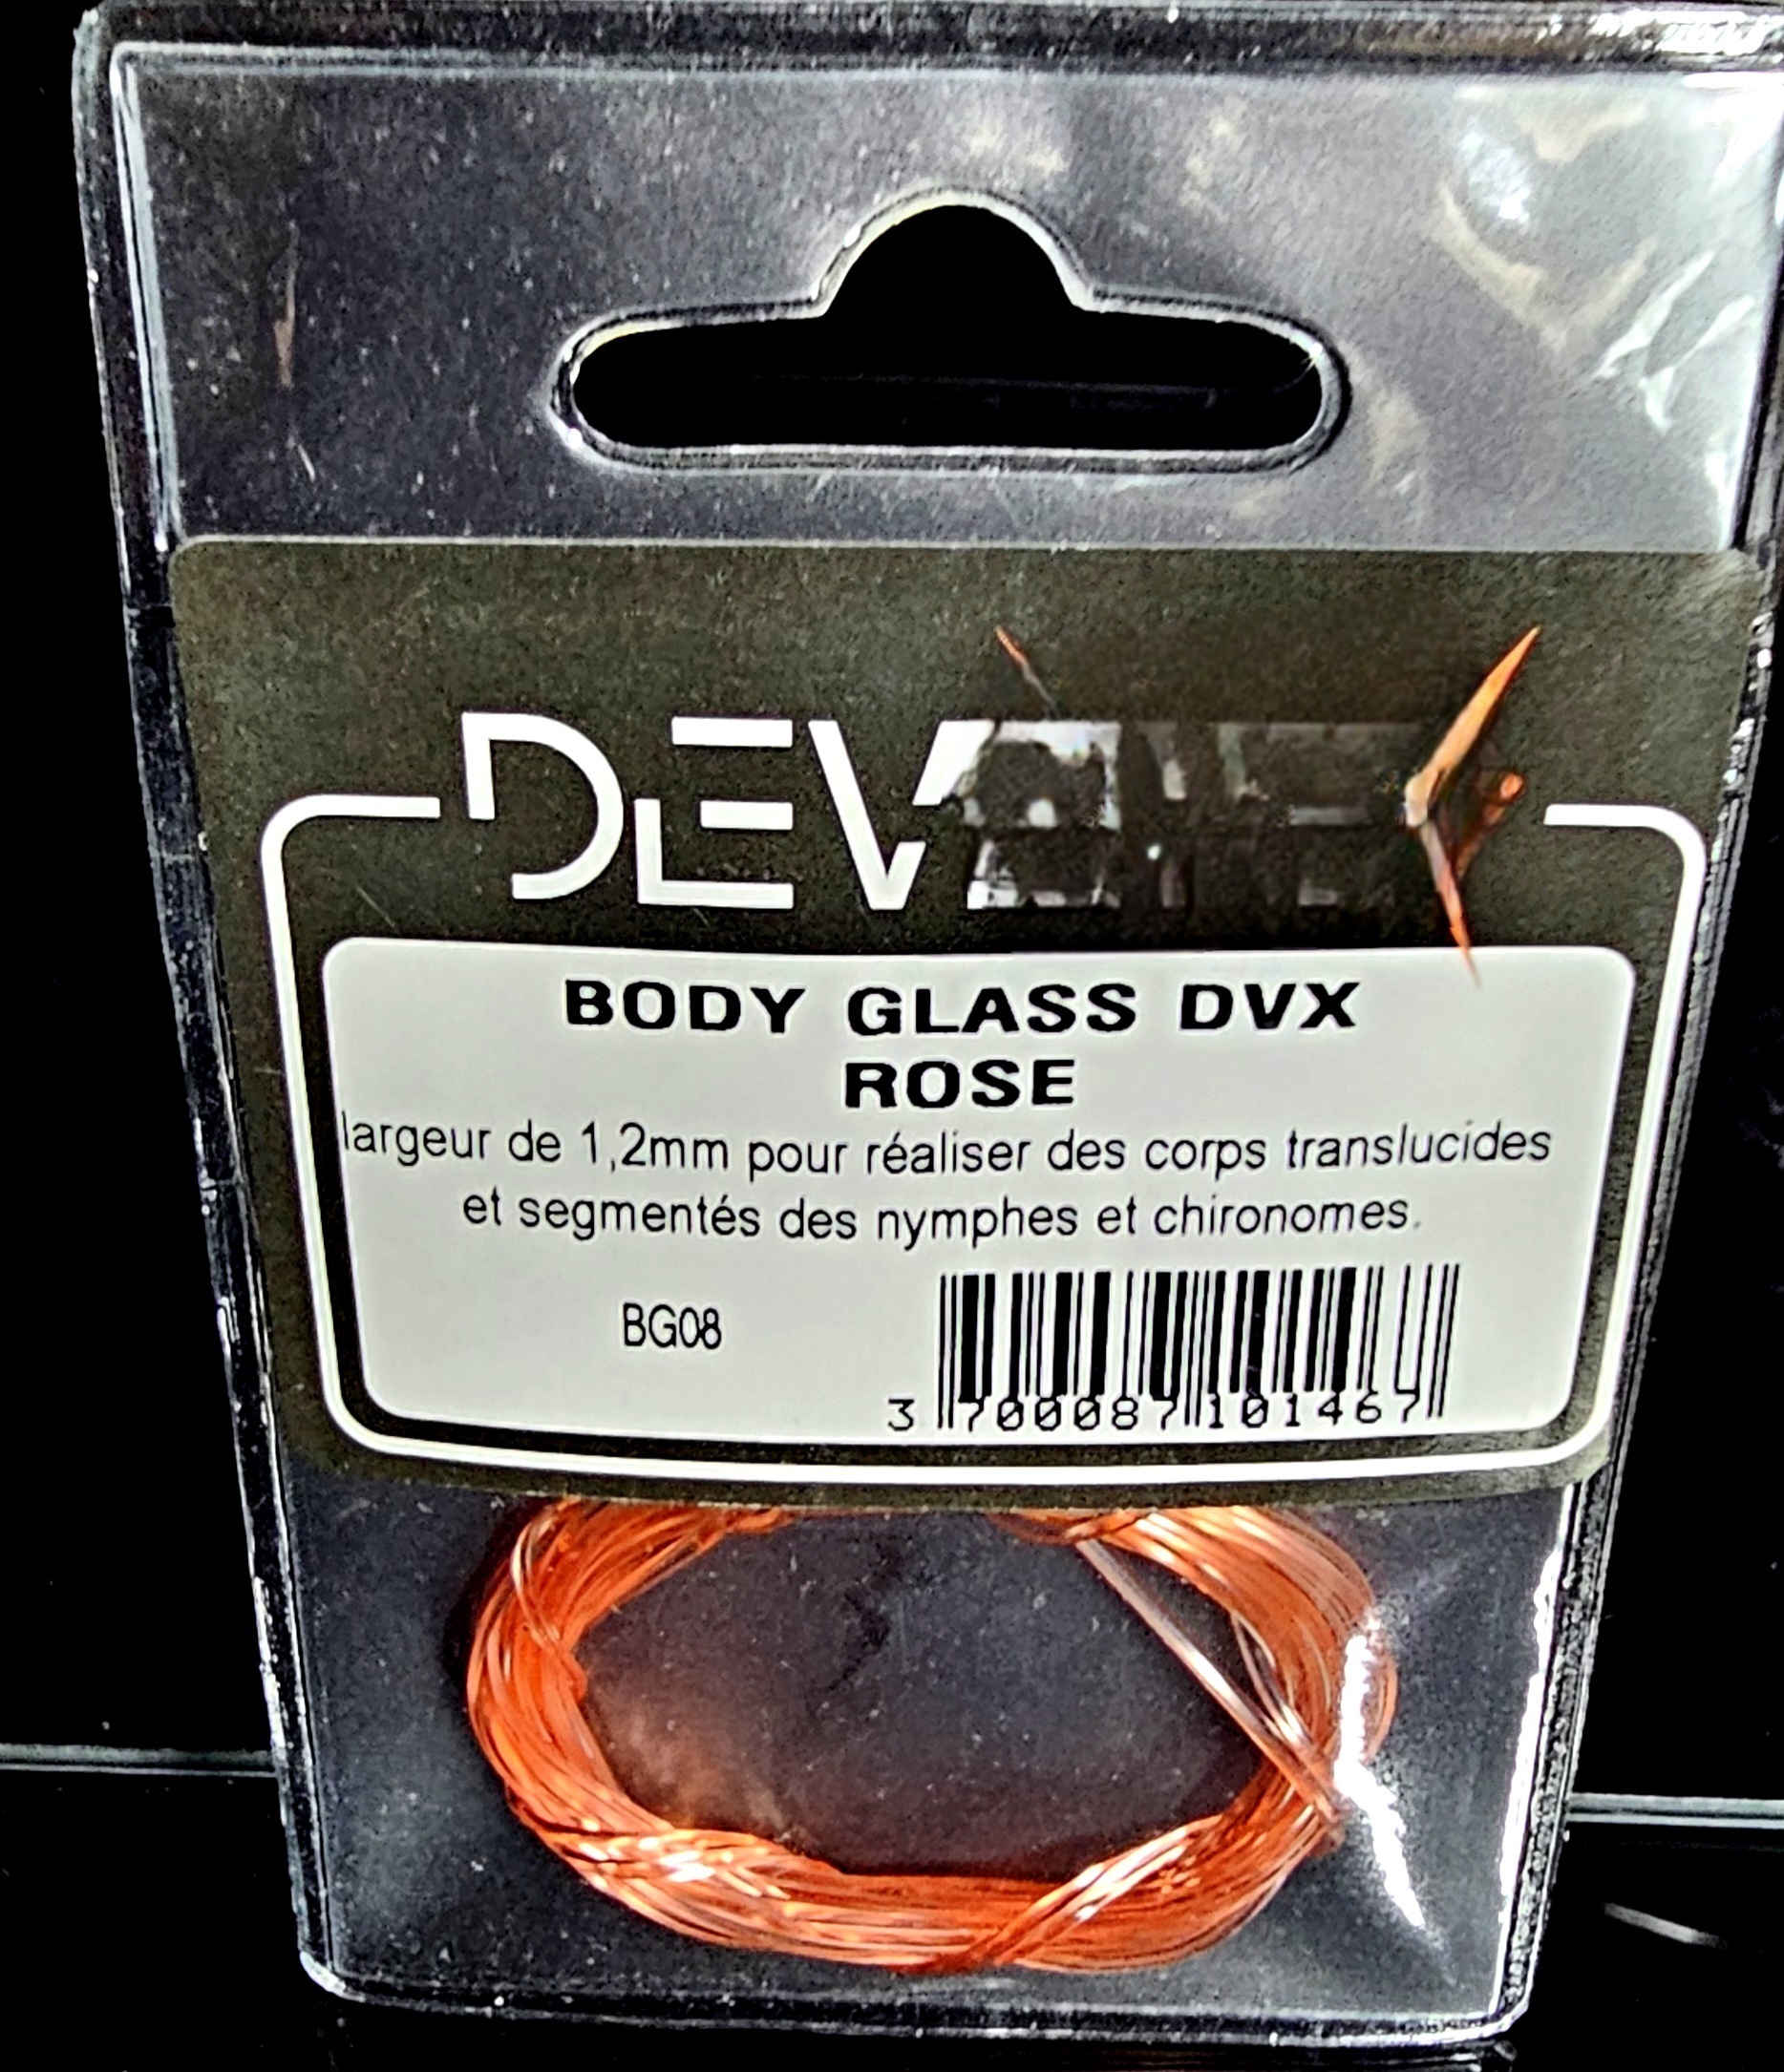 BODY GLASS DVX
ROSE
largeur de 1,2mm pour réaliser des corps translucides
et segmentés des nymphes et chironomes.
BG08
3 700087 101467